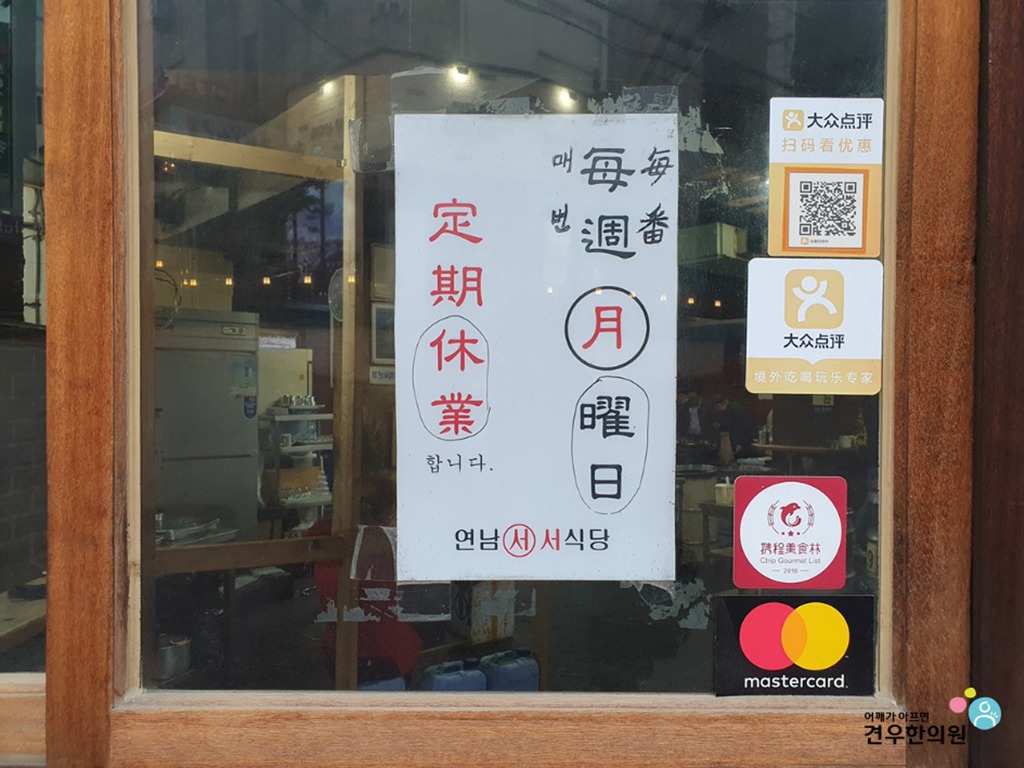 每週月曜日
每番
매번
定期休業
합니다.
연남서서식당
大众点评
扫码看优惠
大众点评
境外吃喝玩乐专家
携程美食林
Ctrip Gourmet List
2019
mastercard.
어깨가 아프면
견우한의원